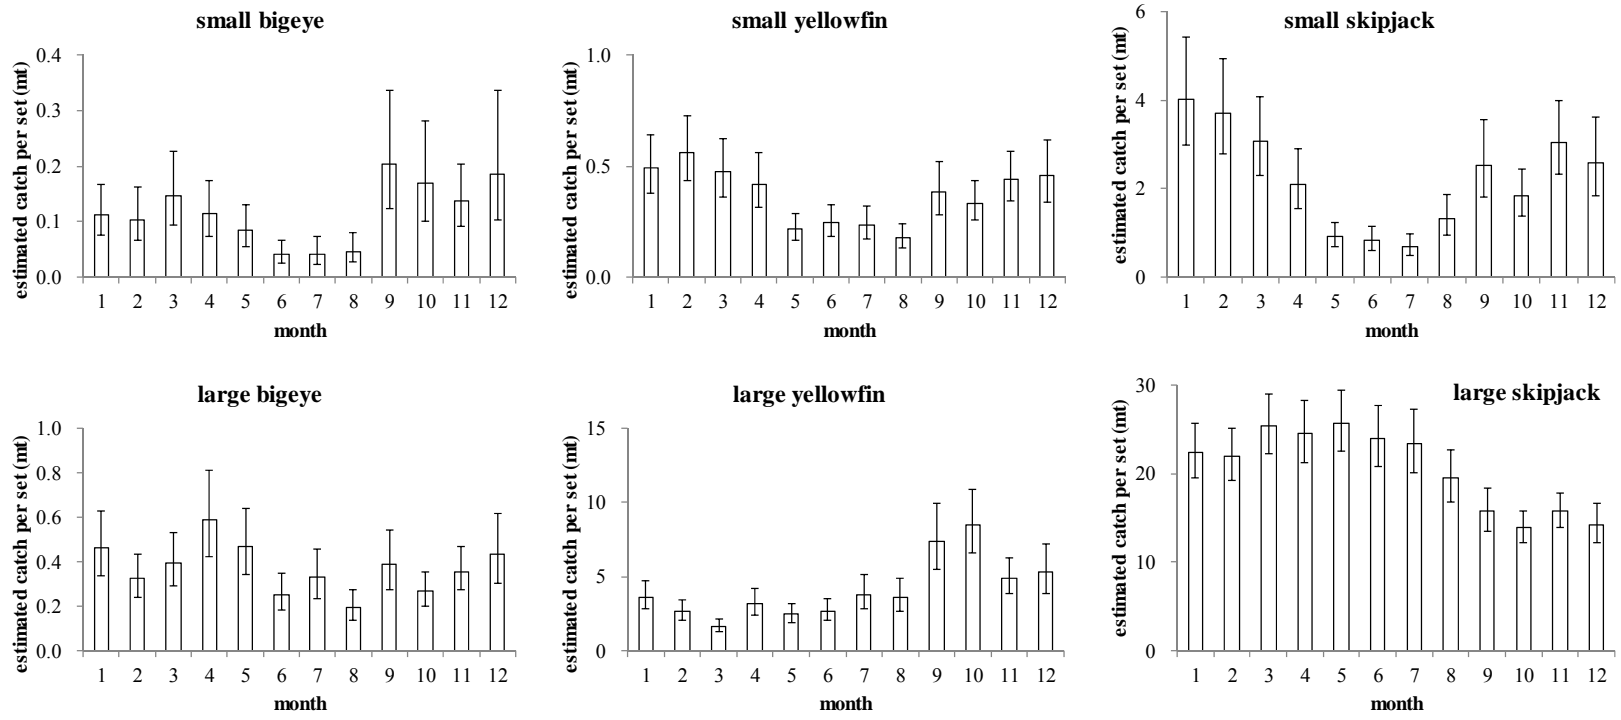 small bigeye
estimated catch per set (mt)
0.4
0.3
0.2
0.1
0.0
1 2 3 4 5 6 7 8 9 10 11 12
month
small yellowfin
estimated catch per set (mt)
1.0
0.5
0.0
1 2 3 4 5 6 7 8 9 10 11 12
month
small skipjack
estimated catch per set (mt)
6
4
2
0
1 2 3 4 5 6 7 8 9 10 11 12
month
large bigeye
estimated catch per set (mt)
1.0
0.8
0.6
0.4
0.2
0.0
1 2 3 4 5 6 7 8 9 10 11 12
month
large yellowfin
estimated catch per set (mt)
15
10
5
0
1 2 3 4 5 6 7 8 9 10 11 12
month
large skipjack
estimated catch per set (mt)
30
20
10
0
1 2 3 4 5 6 7 8 9 10 11 12
month